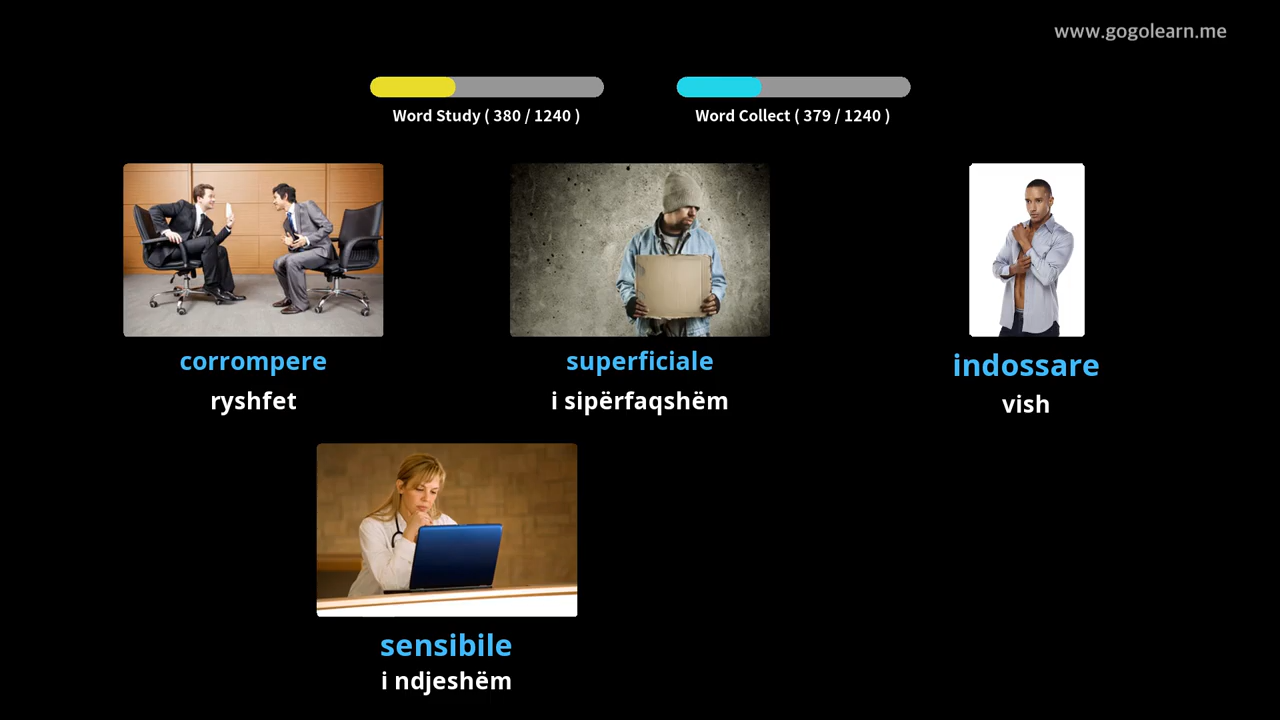 www.gogolearn.me
Word Study ( 380 / 1240 )
Word Collect ( 379 / 1240 )
corrompere
ryshfet
superficiale
i sipërfaqshëm
indossare
vish
sensibile
i ndjeshëm